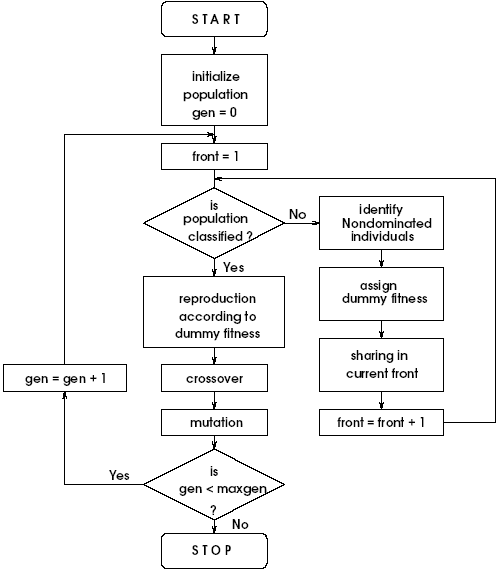 START
initialize
population
gen = 0
front = 1
is
population
classified ?
No
identify
Nondominated
individuals
Yes
assign
dummy fitness
reproduction
according to
dummy fitness
sharing in
current front
gen = gen + 1
crossover
front = front + 1
mutation
is
gen < maxgen
?
Yes
No
STOP